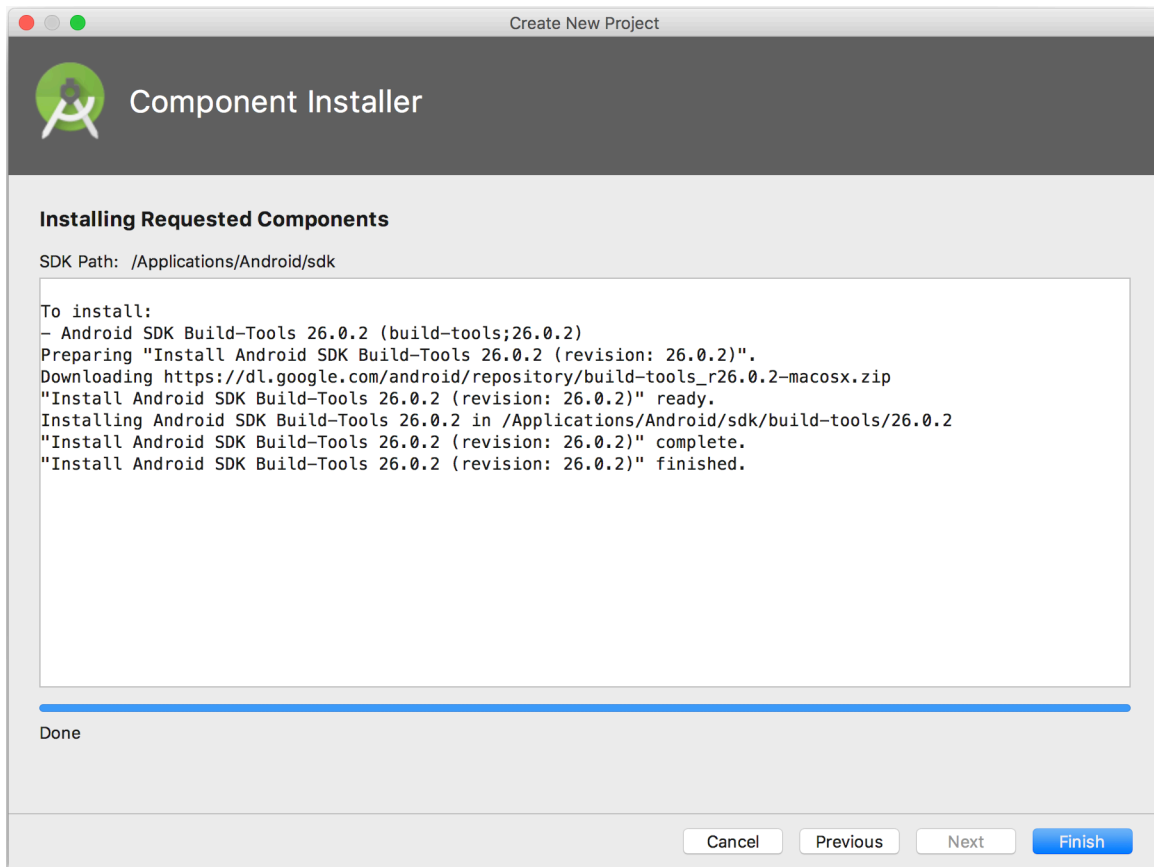 Create New Project
Component Installer
Installing Requested Components
SDK Path: /Applications/Android/sdk
To install:
– Android SDK Build–Tools 26.0.2 (build–tools;26.0.2)
Preparing "Install Android SDK Build–Tools 26.0.2 (revision: 26.0.2)".
Downloading https://dl.google.com/android/repository/build–tools_r26.0.2–macosx.zip
"Install Android SDK Build–Tools 26.0.2 (revision: 26.0.2)" ready.
Installing Android SDK Build–Tools 26.0.2 in /Applications/Android/sdk/build–tools/26.0.2
"Install Android SDK Build–Tools 26.0.2 (revision: 26.0.2)" complete.
"Install Android SDK Build–Tools 26.0.2 (revision: 26.0.2)" finished.
Done
Cancel Previous Next Finish